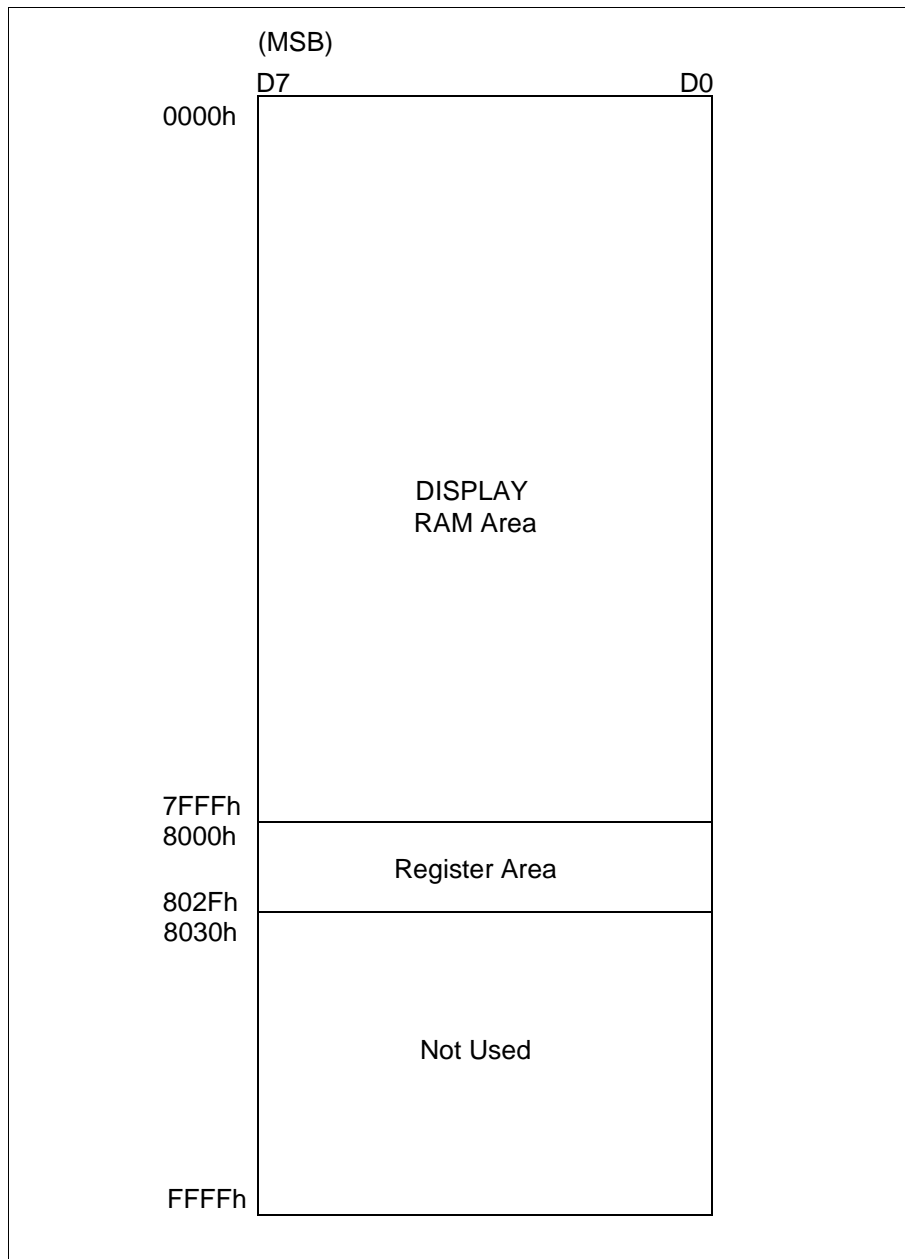 (MSB)
D7 D0
0000h
DISPLAY
RAM Area
7FFFh
8000h
Register Area
802Fh
8030h
Not Used
FFFFh